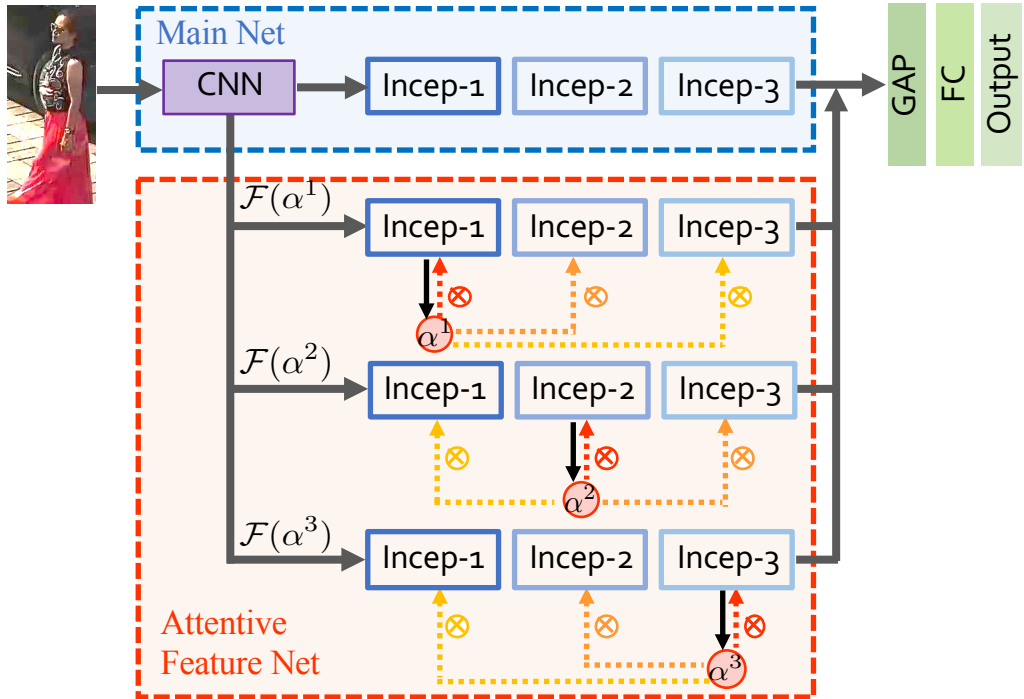 Main Net
CNN
Incep-1
Incep-2
Incep-3
GAP
FC
Output
F(α¹)
Incep-1
Incep-2
Incep-3
α¹
F(α²)
Incep-1
Incep-2
Incep-3
α²
F(α³)
Incep-1
Incep-2
Incep-3
α³
Attentive
Feature Net